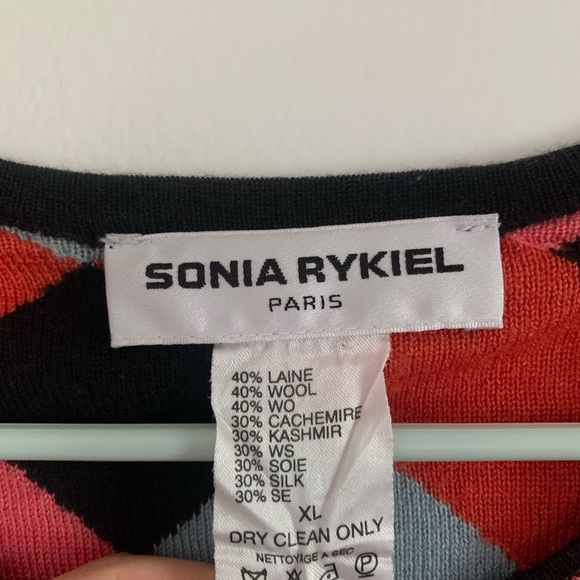 SONIA RYKIEL
PARIS
40% LAINE
40% WOOL
40% WO
30% CACHEMIRE
30% KASHMIR
30% WS
30% SOIE
30% SILK
30% SE
XL
DRY CLEAN ONLY
NETTOYAGE A SEC
P